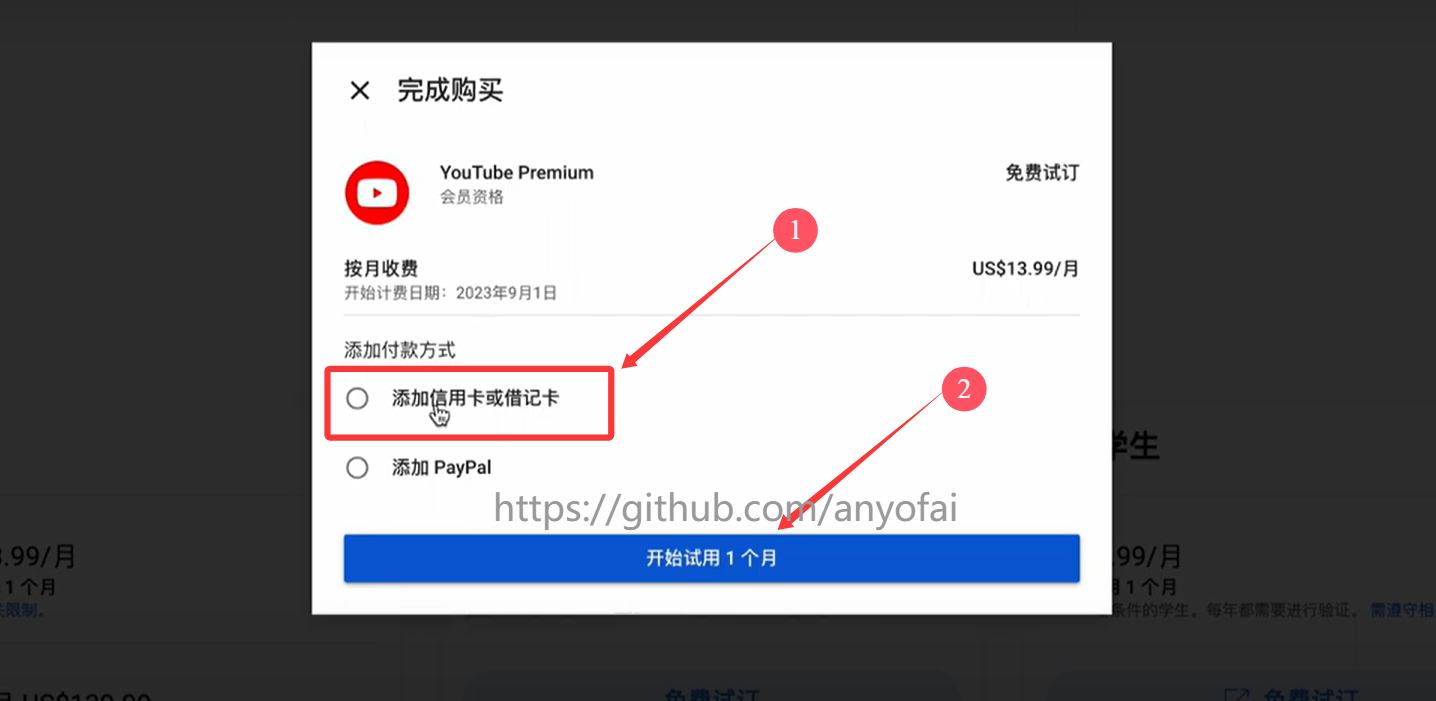 完成购买
YouTube Premium
免费试订
会员资格
1
按月收费
US$13.99/月
开始计费日期：2023年9月1日
添加付款方式
添加信用卡或借记卡
2
添加 PayPal
https://github.com/anyofai
开始试用 1 个月
学生
.99/月
.99/月
1 个月
月 1 个月
限制。
条件的学生。每年都需要进行验证。 需遵守相
免费试订
免费试订